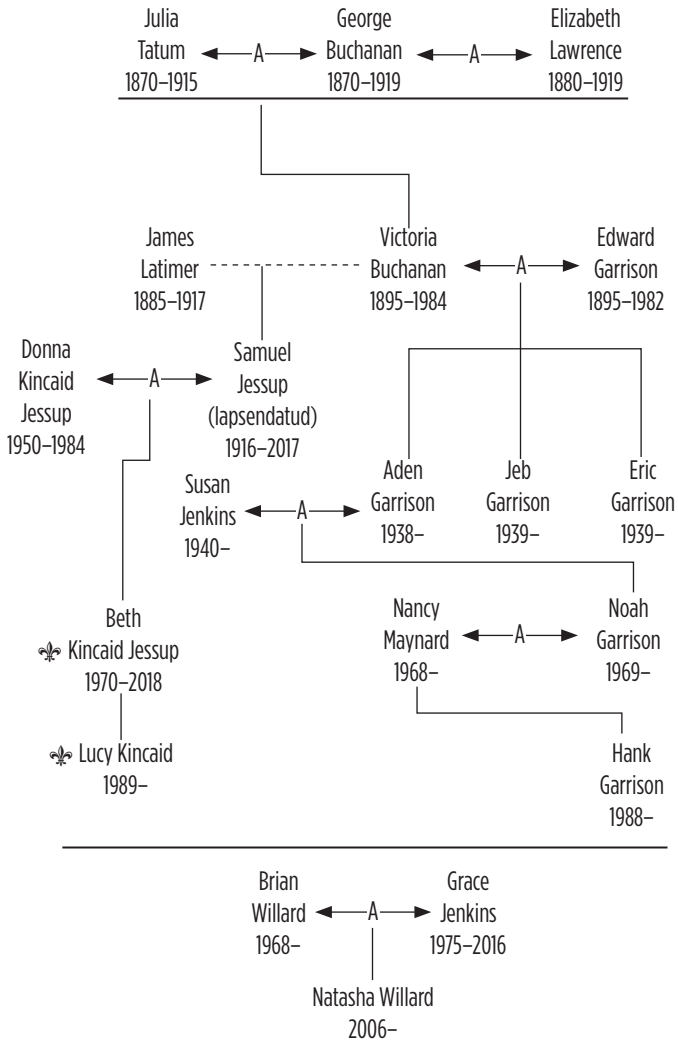 Julia
Tatum
1870–1915
A
George
Buchanan
1870–1919
A
Elizabeth
Lawrence
1880–1919
James
Latimer
1885–1917
Victoria
Buchanan
1895–1984
A
Edward
Garrison
1895–1982
Donna
Kincaid
Jessup
1950–1984
A
Samuel
Jessup
(lapsendatud)
1916–2017
Susan
Jenkins
1940–
A
Aden
Garrison
1938–
Jeb
Garrison
1939–
Eric
Garrison
1939–
Beth
Kincaid Jessup
1970–2018
Nancy
Maynard
1968–
A
Noah
Garrison
1969–
Lucy Kincaid
1989–
Hank
Garrison
1988–
Brian
Willard
1968–
A
Grace
Jenkins
1975–2016
Natasha Willard
2006–